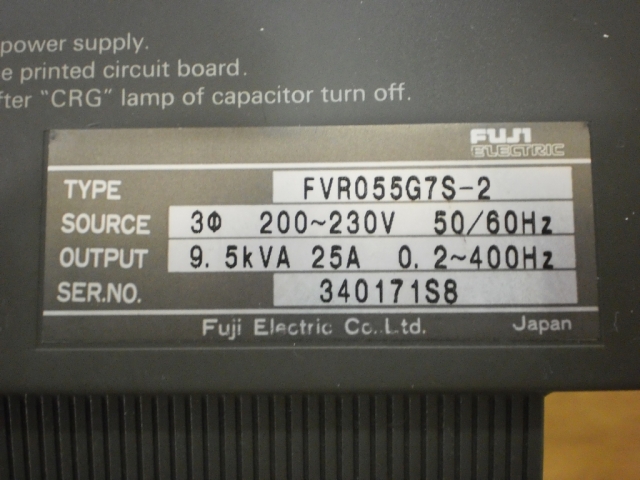 power supply.
e printed circuit board.
fter "CRG" lamp of capacitor turn off.
FUJI
ELECTRIC
TYPE FVR055G7S-2
SOURCE 3Φ 200~230V 50/60Hz
OUTPUT 9.5kVA 25A 0.2~400Hz
SER.NO. 340171S8
Fuji Electric Co.Ltd. Japan